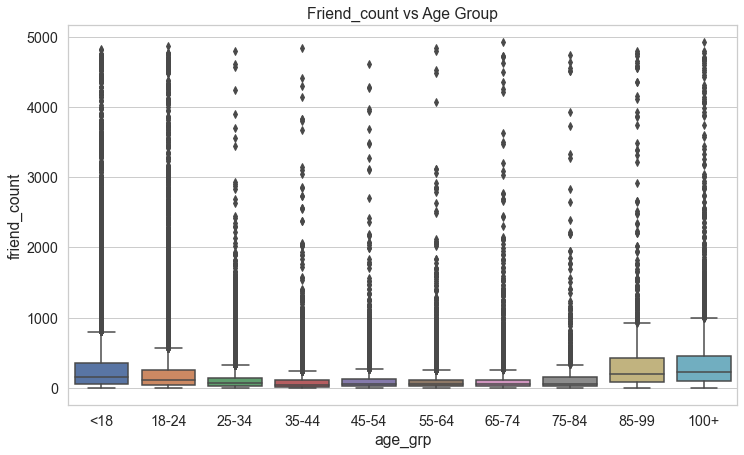 Friend_count vs Age Group
friend_count
5000
4000
3000
2000
1000
0
<18 18-24 25-34 35-44 45-54 55-64 65-74 75-84 85-99 100+
age_grp